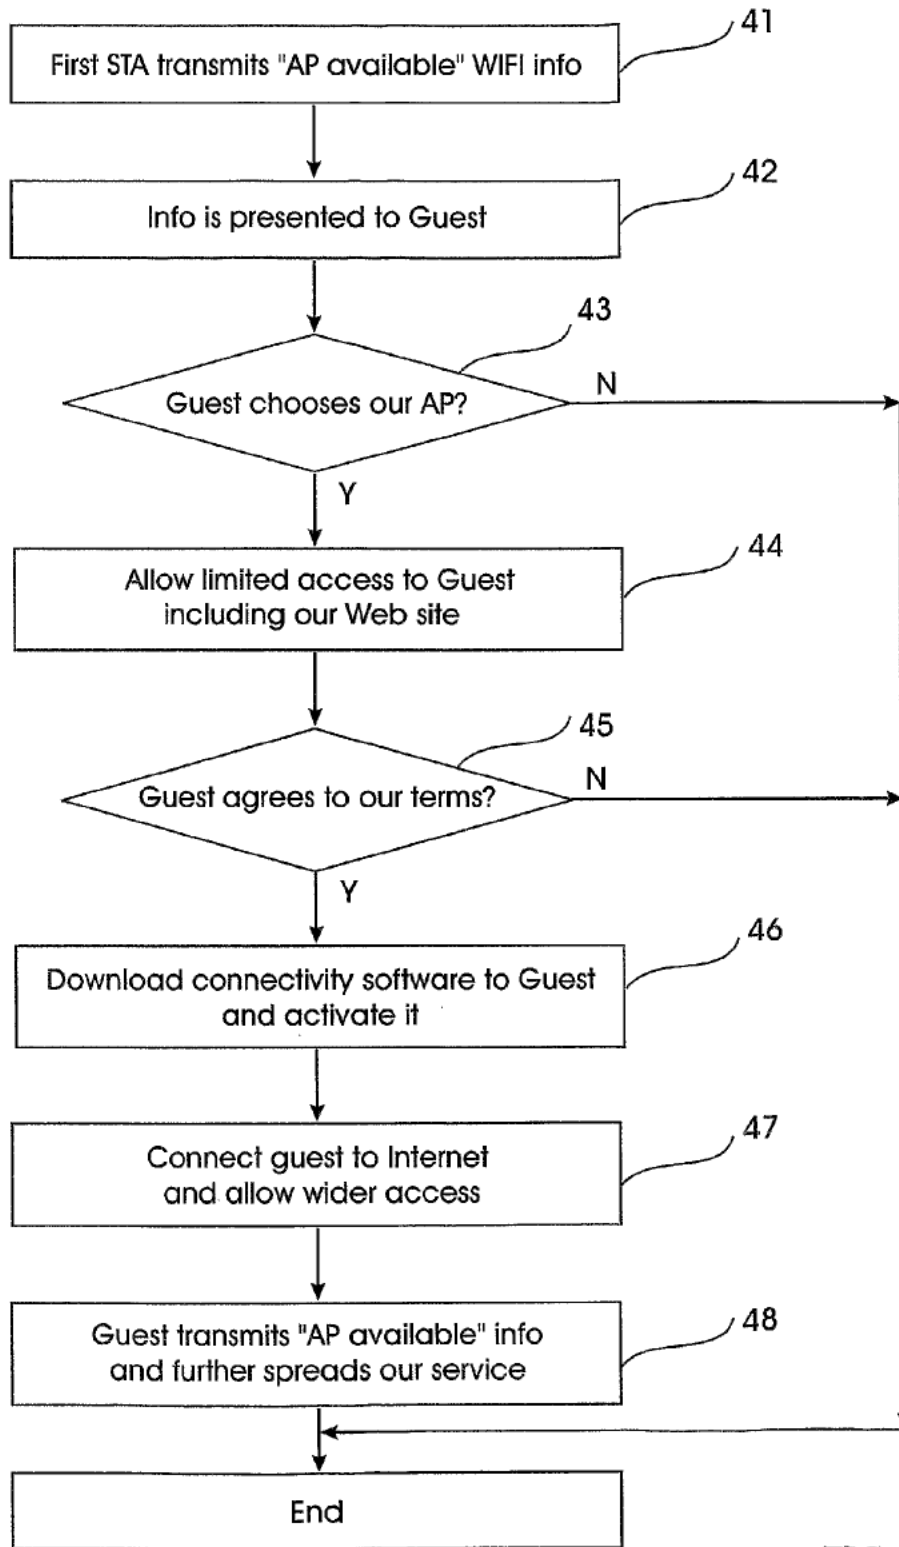 41
First STA transmits "AP available" WIFI info
42
Info is presented to Guest
43
Guest chooses our AP?
N
Y
44
Allow limited access to Guest
including our Web site
45
Guest agrees to our terms?
N
Y
46
Download connectivity software to Guest
and activate it
47
Connect guest to Internet
and allow wider access
48
Guest transmits "AP available" info
and further spreads our service
End